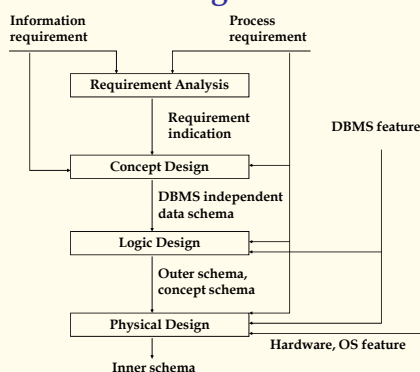 Information
requirement
Process
requirement
Requirement Analysis
Requirement
indication
DBMS feature
Concept Design
DBMS independent
data schema
Logic Design
Outer schema,
concept schema
Physical Design
Hardware, OS feature
Inner schema